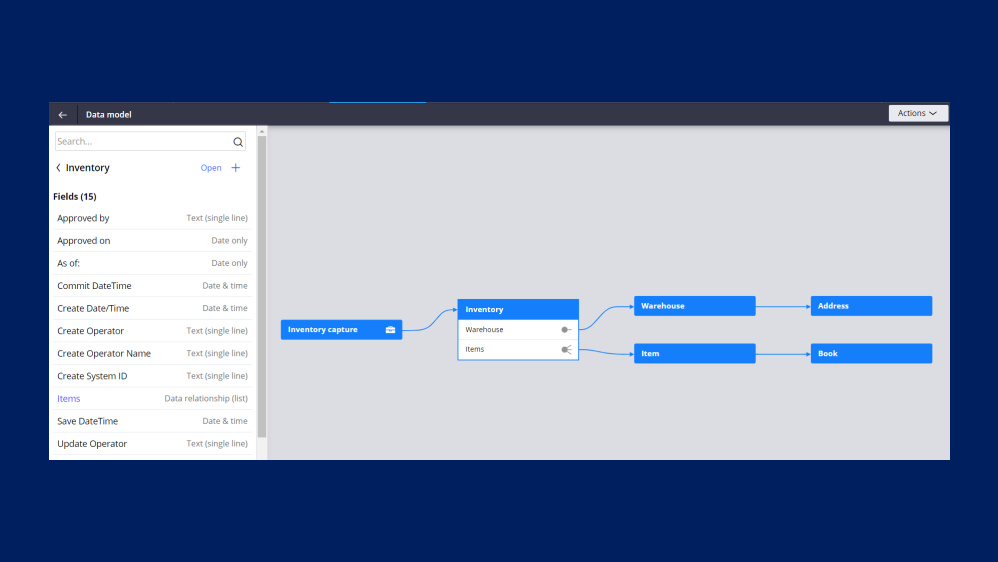 Data model
Actions
Search...
Inventory
Open
Fields (15)
Approved by Text (single line)
Approved on Date only
As of: Date only
Commit DateTime Date & time
Create Date/Time Date & time
Create Operator Text (single line)
Create Operator Name Text (single line)
Create System ID Text (single line)
Items Data relationship (list)
Save DateTime Date & time
Update Operator Text (single line)
Inventory capture
Inventory
Warehouse
Items
Warehouse
Address
Item
Book